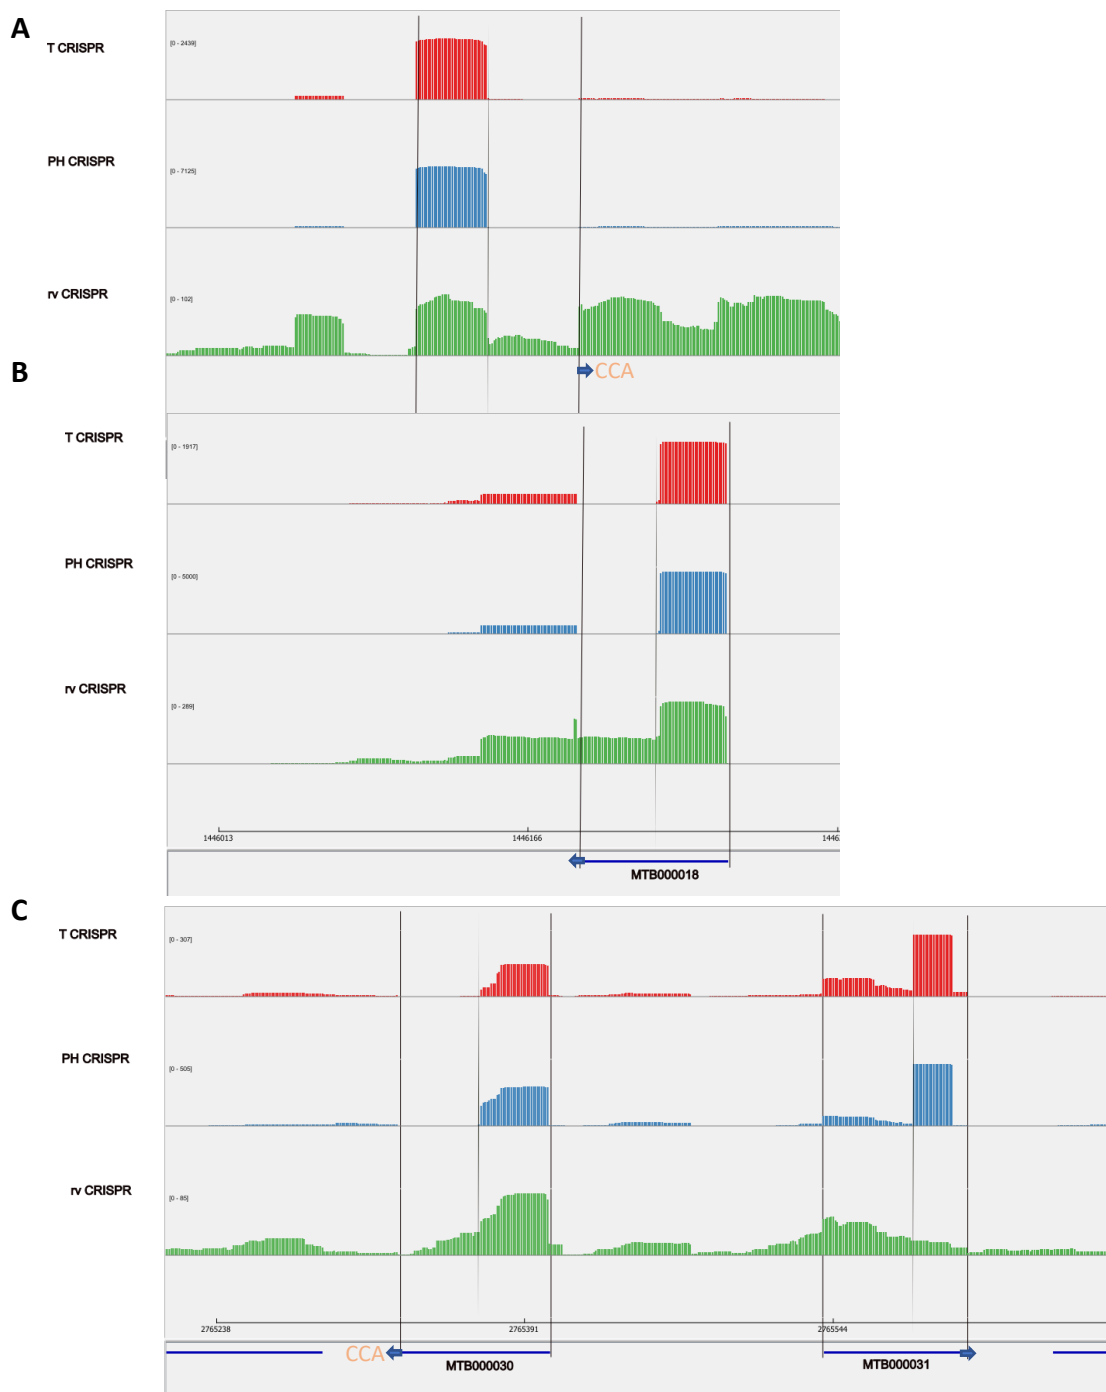 A
T CRISPR
[0 - 2439]
PH CRISPR
[0 - 7125]
rv CRISPR
[0 - 102]
CCA
B
T CRISPR
[0 - 1917]
PH CRISPR
[0 - 5000]
rv CRISPR
[0 - 289]
1446013 1446166
MTB000018
C
T CRISPR
[0 - 307]
PH CRISPR
[0 - 505]
rv CRISPR
[0 - 85]
2765238 2765391 2765544
CCA MTB000030 MTB000031